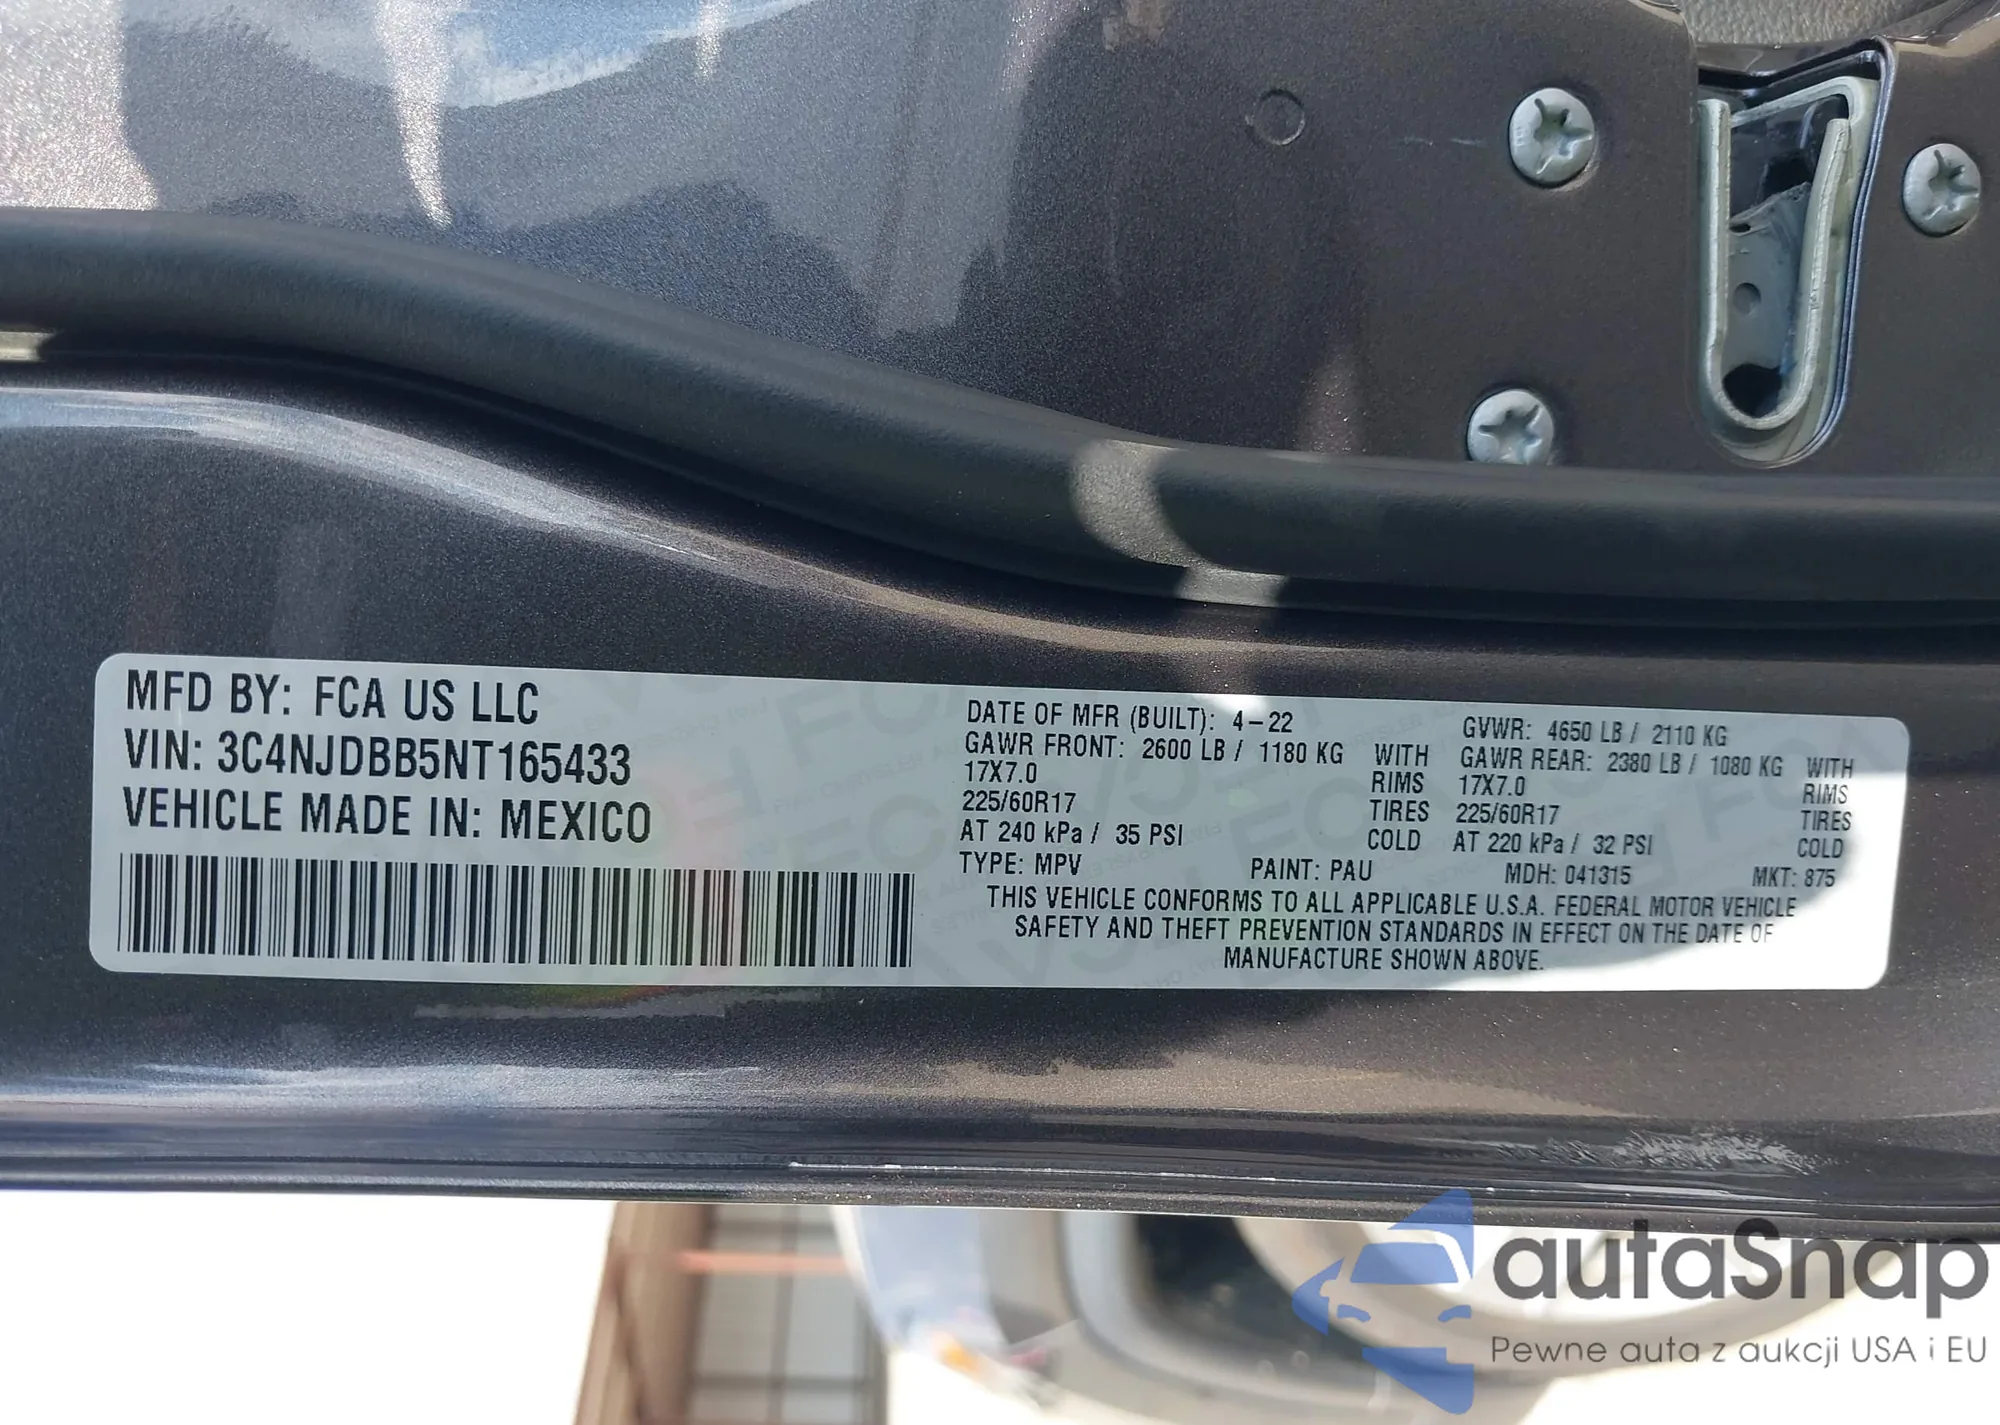 MFD BY: FCA US LLC
VIN: 3C4NJDBB5NT165433
VEHICLE MADE IN: MEXICO
DATE OF MFR (BUILT): 4-22 GVWR: 4650 LB / 2110 KG
GAWR FRONT: 2600 LB / 1180 KG WITH GAWR REAR: 2380 LB / 1080 KG WITH
17X7.0 RIMS 17X7.0 RIMS
225/60R17 TIRES 225/60R17 TIRES
AT 240 kPa / 35 PSI COLD AT 220 kPa / 32 PSI COLD
TYPE: MPV PAINT: PAU MDH: 041315 MKT: 875
THIS VEHICLE CONFORMS TO ALL APPLICABLE U.S.A. FEDERAL MOTOR VEHICLE
SAFETY AND THEFT PREVENTION STANDARDS IN EFFECT ON THE DATE OF
MANUFACTURE SHOWN ABOVE.
autaSnap
Pewne auta z aukcji USA i EU